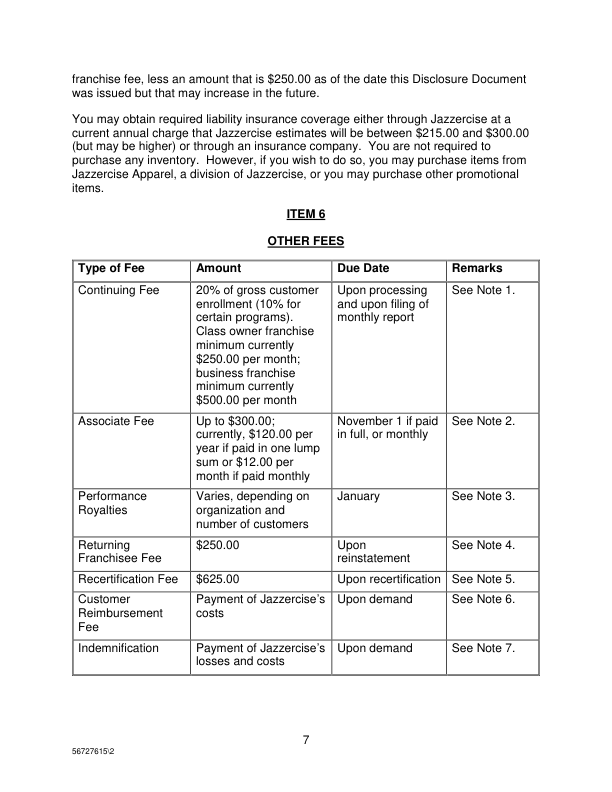 franchise fee, less an amount that is $250.00 as of the date this Disclosure Document
was issued but that may increase in the future.
You may obtain required liability insurance coverage either through Jazzercise at a
current annual charge that Jazzercise estimates will be between $215.00 and $300.00
(but may be higher) or through an insurance company.  You are not required to
purchase any inventory.  However, if you wish to do so, you may purchase items from
Jazzercise Apparel, a division of Jazzercise, or you may purchase other promotional
items.
ITEM 6
OTHER FEES
Type of Fee Amount Due Date Remarks
Continuing Fee 20% of gross customer Upon processing See Note 1.
enrollment (10% for and upon filing of
certain programs). monthly report
Class owner franchise
minimum currently
$250.00 per month;
business franchise
minimum currently
$500.00 per month
Associate Fee Up to $300.00; November 1 if paid See Note 2.
currently, $120.00 per in full, or monthly
year if paid in one lump
sum or $12.00 per
month if paid monthly
Performance Varies, depending on January See Note 3.
Royalties organization and
number of customers
Returning $250.00 Upon See Note 4.
Franchisee Fee reinstatement
Recertification Fee $625.00 Upon recertification See Note 5.
Customer Payment of Jazzercise's Upon demand See Note 6.
Reimbursement costs
Fee
Indemnification Payment of Jazzercise's Upon demand See Note 7.
losses and costs
7
56727615\2